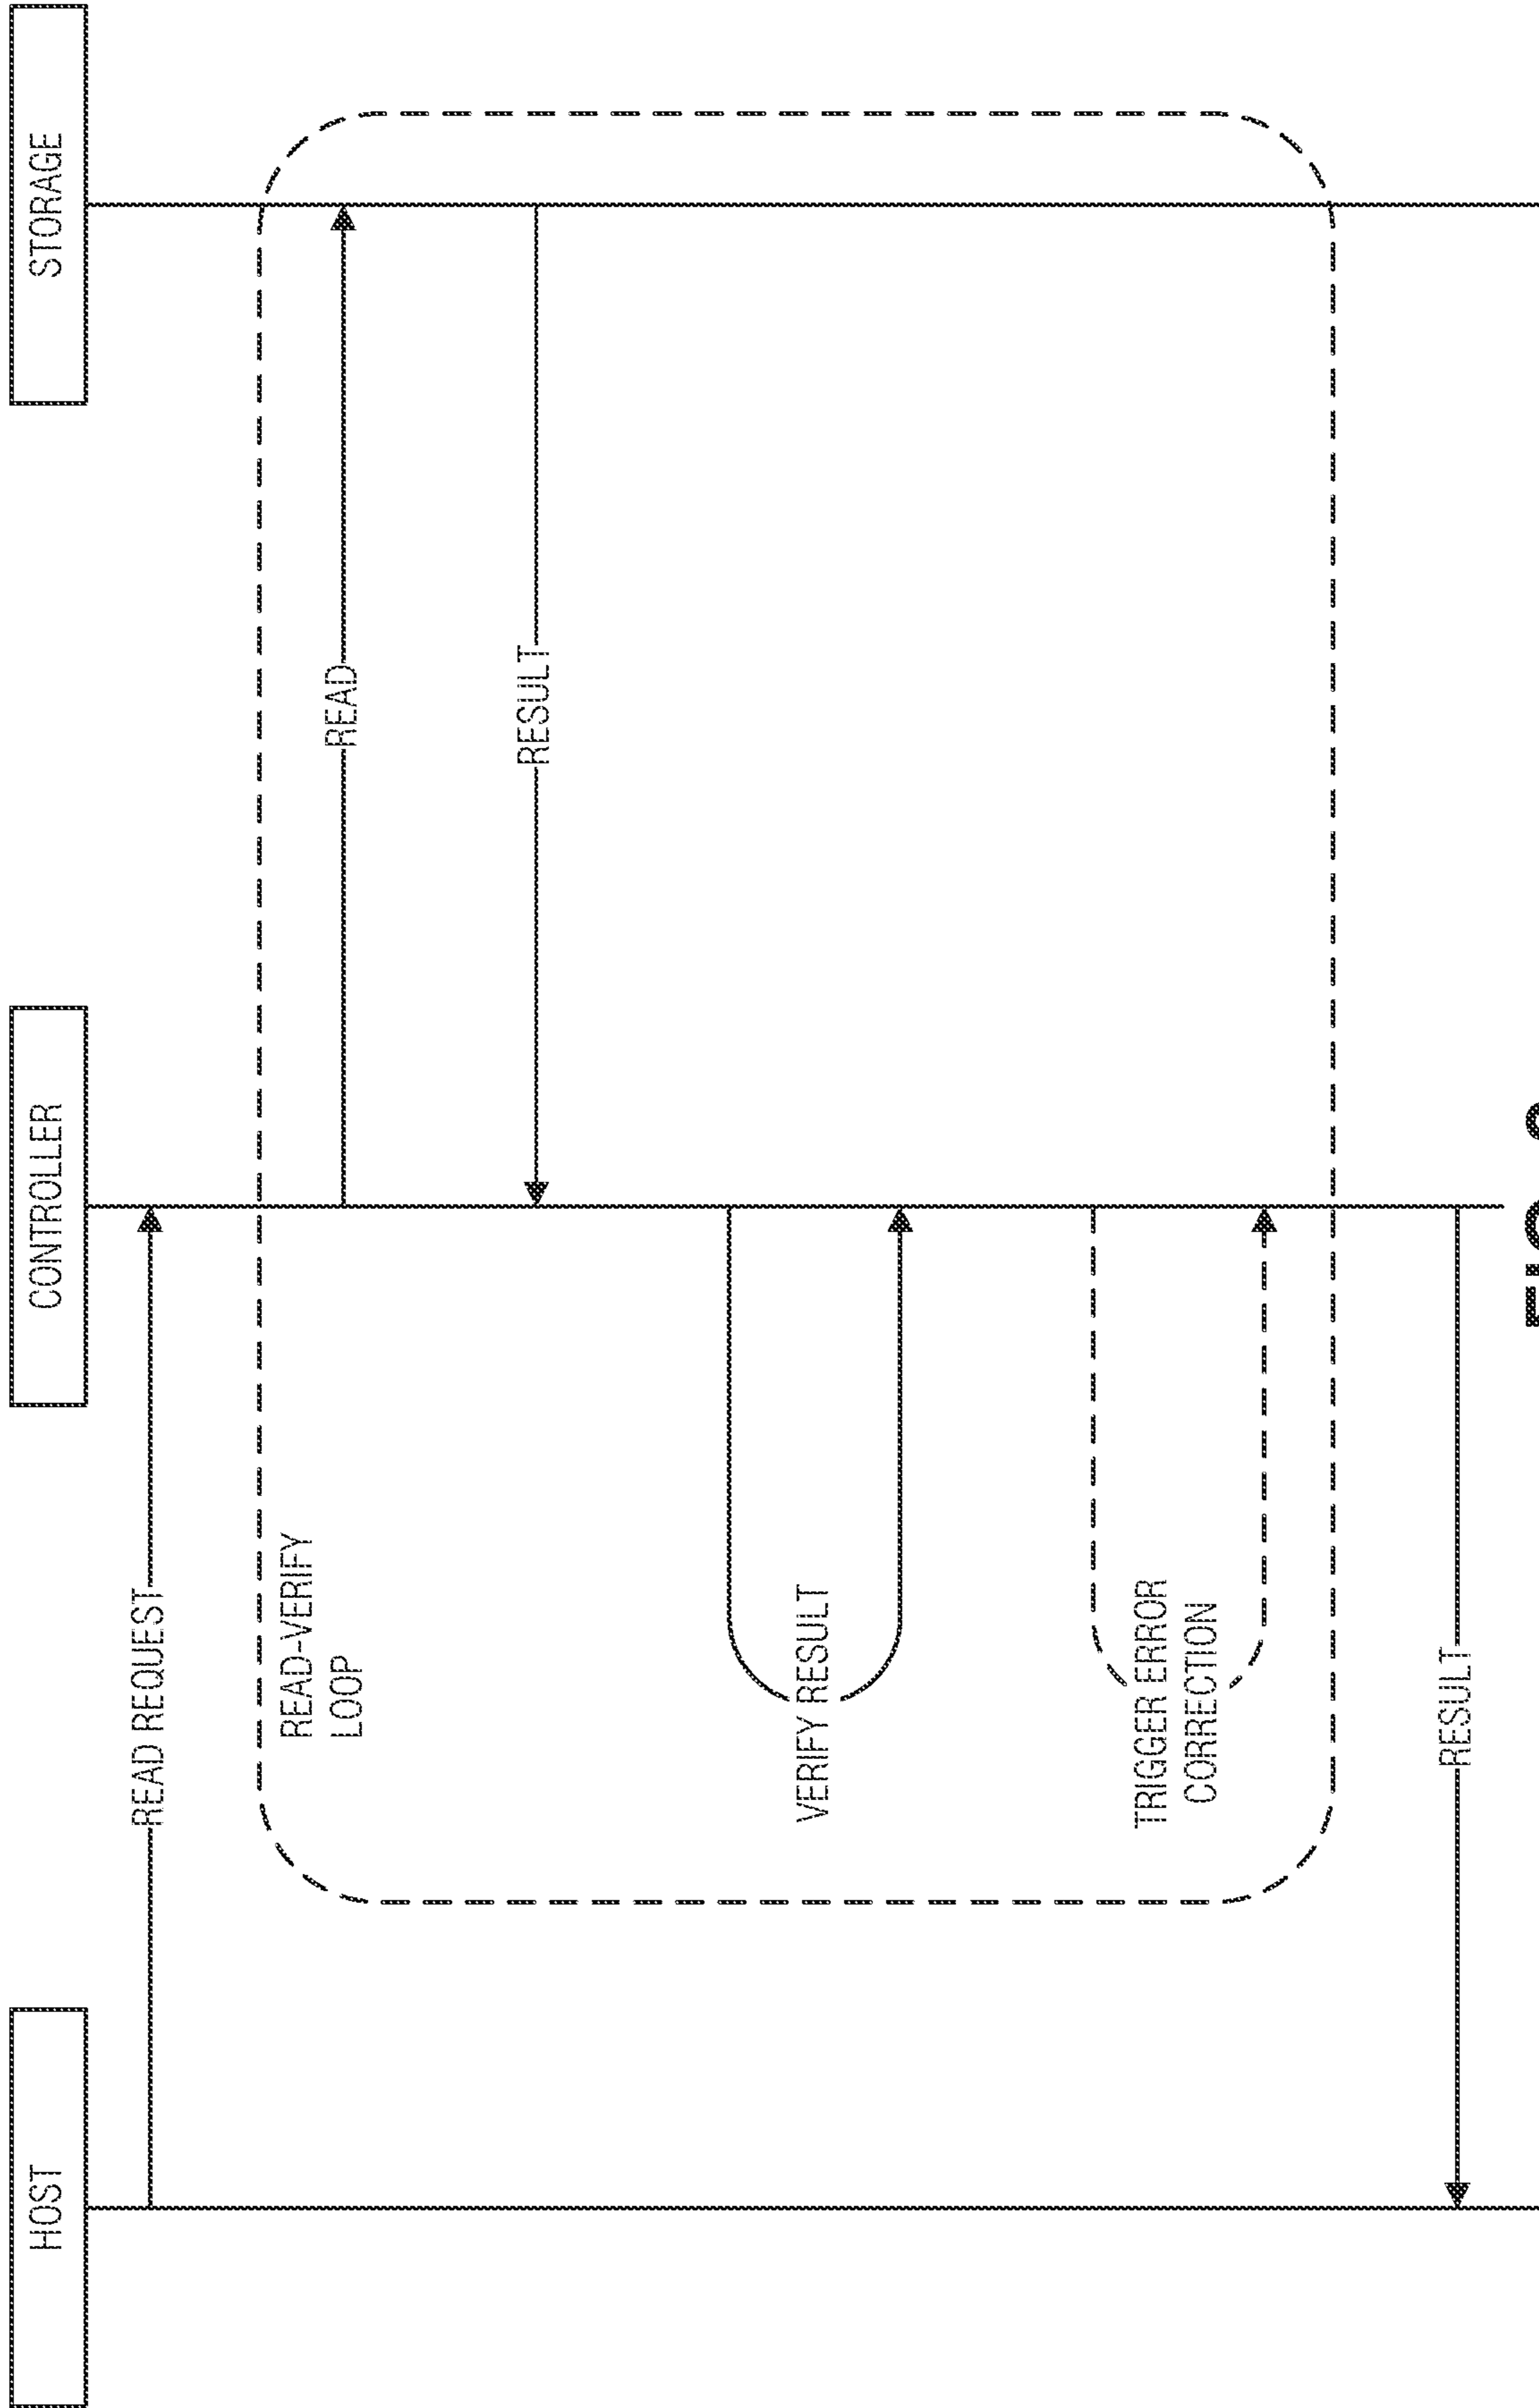 HOST
CONTROLLER
STORAGE
READ REQUEST
READ-VERIFY
LOOP
READ
RESULT
VERIFY RESULT
TRIGGER ERROR
CORRECTION
RESULT